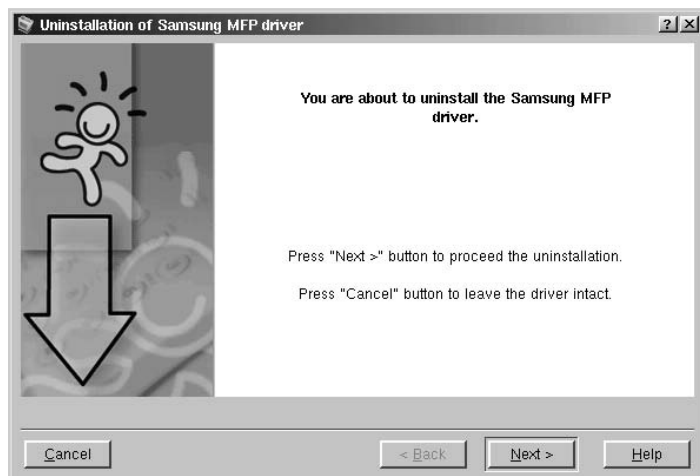 Uninstallation of Samsung MFP driver
You are about to uninstall the Samsung MFP
driver.
Press "Next >" button to proceed the uninstallation.
Press "Cancel" button to leave the driver intact.
Cancel
< Back
Next >
Help